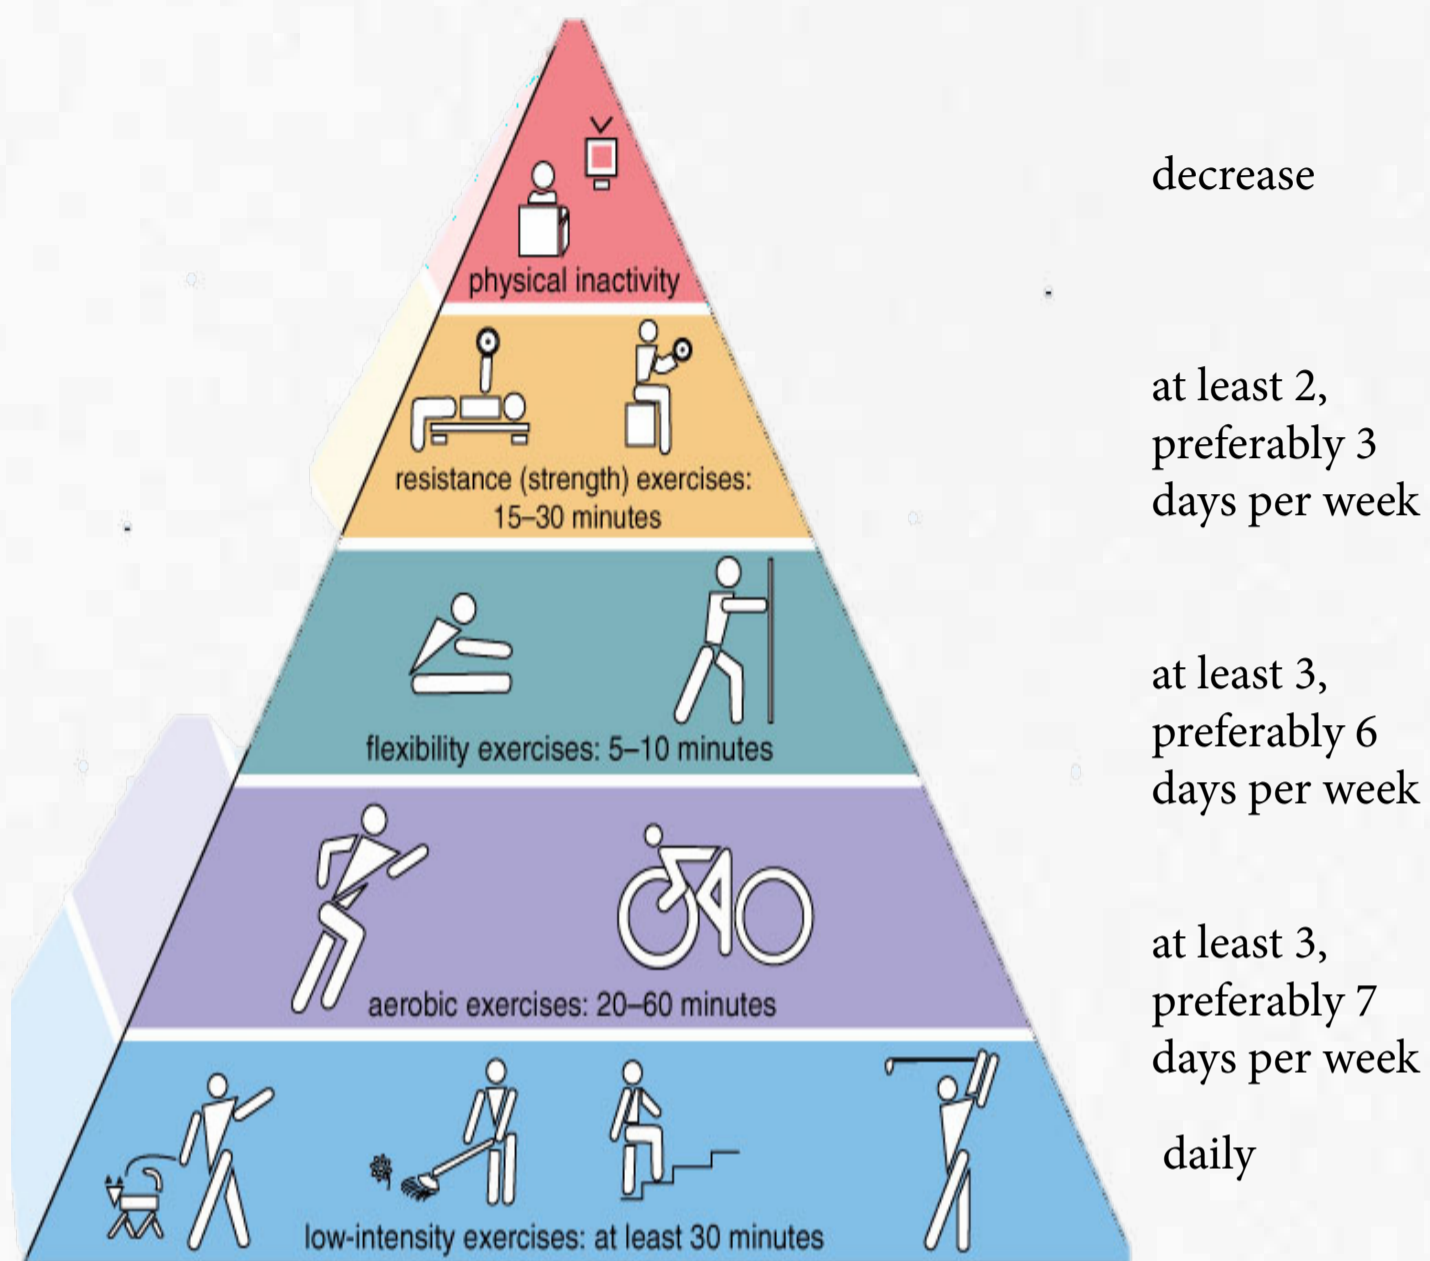 decrease
physical inactivity
at least 2,
preferably 3
days per week
resistance (strength) exercises:
15–30 minutes
at least 3,
preferably 6
days per week
flexibility exercises: 5–10 minutes
at least 3,
preferably 7
days per week
aerobic exercises: 20–60 minutes
daily
low-intensity exercises: at least 30 minutes